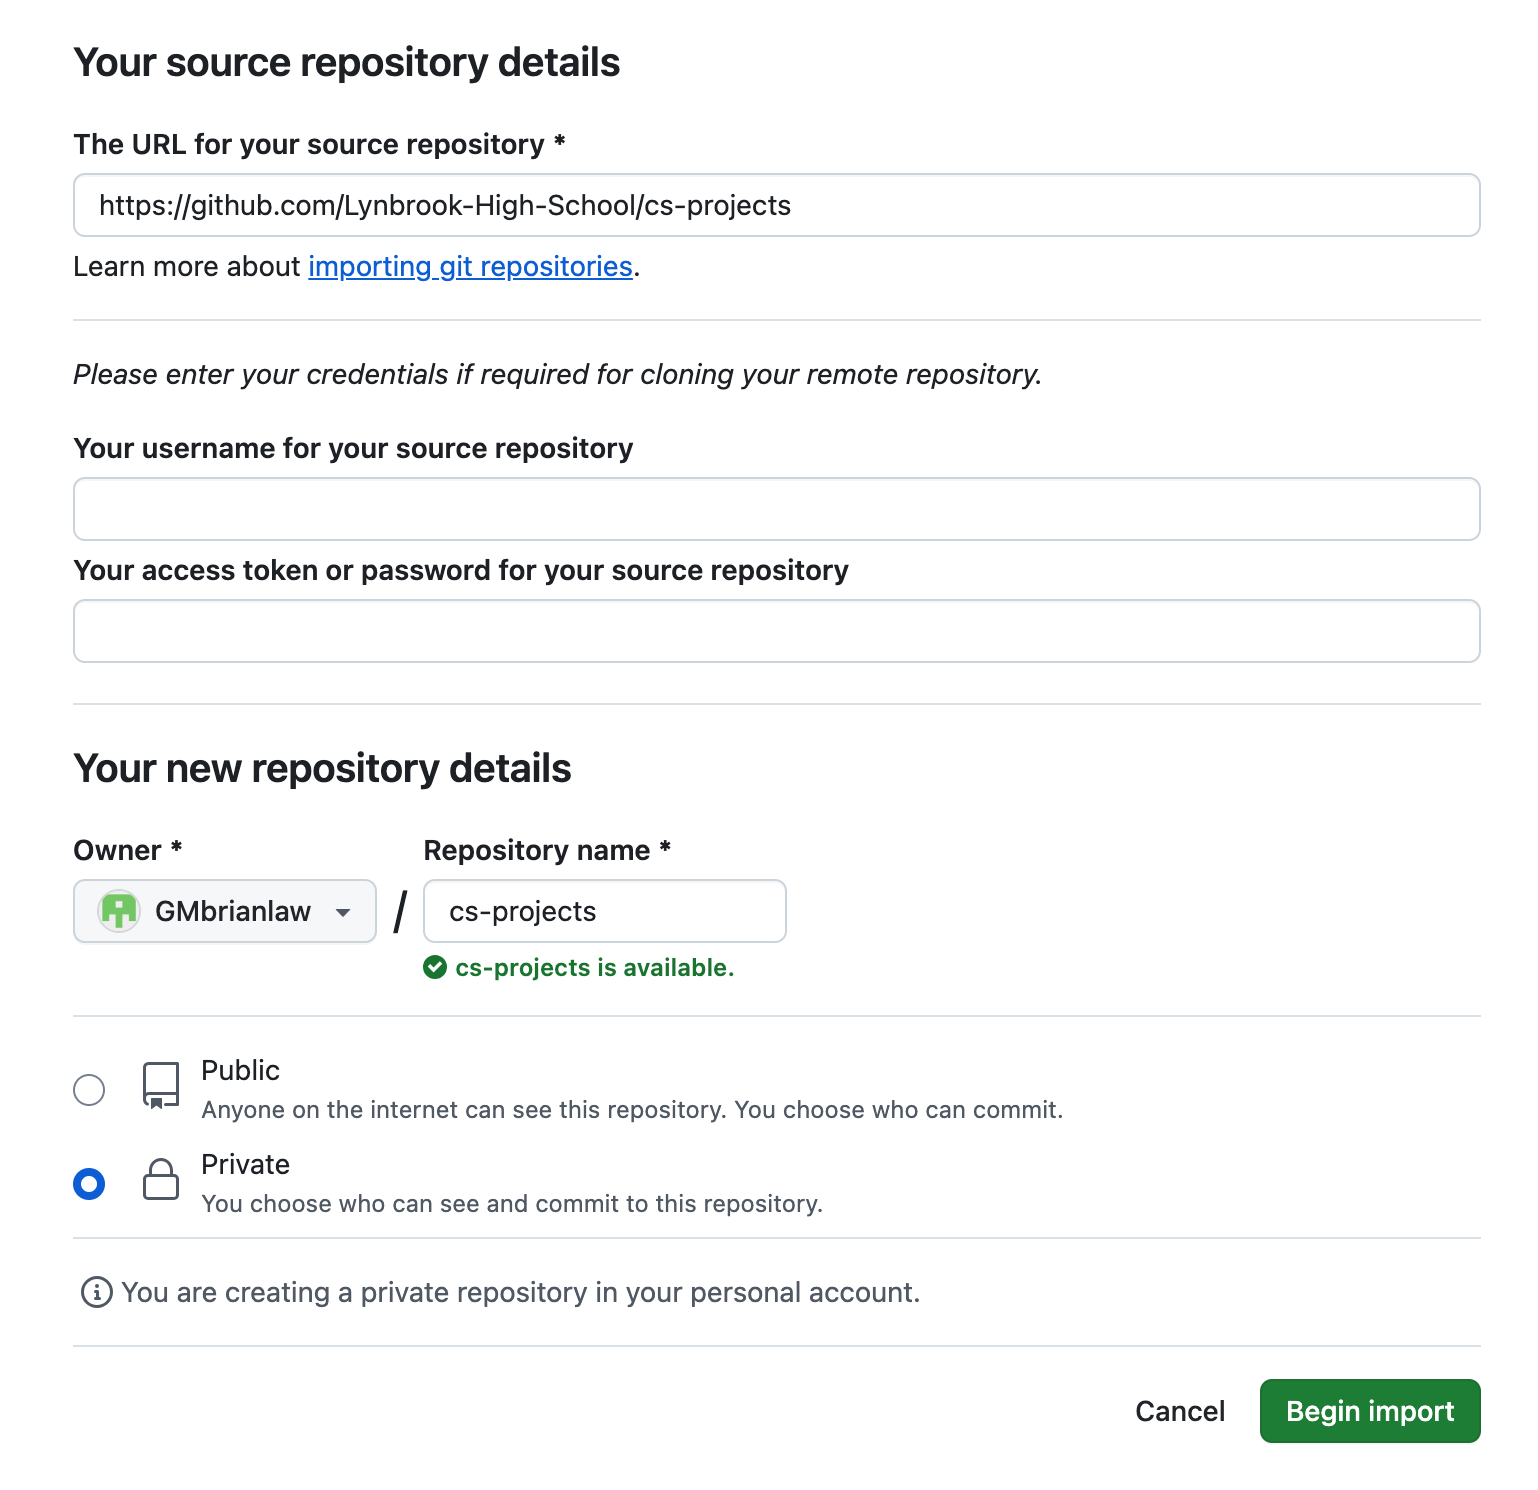 Your source repository details
The URL for your source repository *
https://github.com/Lynbrook-High-School/cs-projects
Learn more about importing git repositories.
Please enter your credentials if required for cloning your remote repository.
Your username for your source repository
Your access token or password for your source repository
Your new repository details
Owner *
Repository name *
GMbrianlaw
/
cs-projects
cs-projects is available.
Public
Anyone on the internet can see this repository. You choose who can commit.
Private
You choose who can see and commit to this repository.
You are creating a private repository in your personal account.
Cancel
Begin import